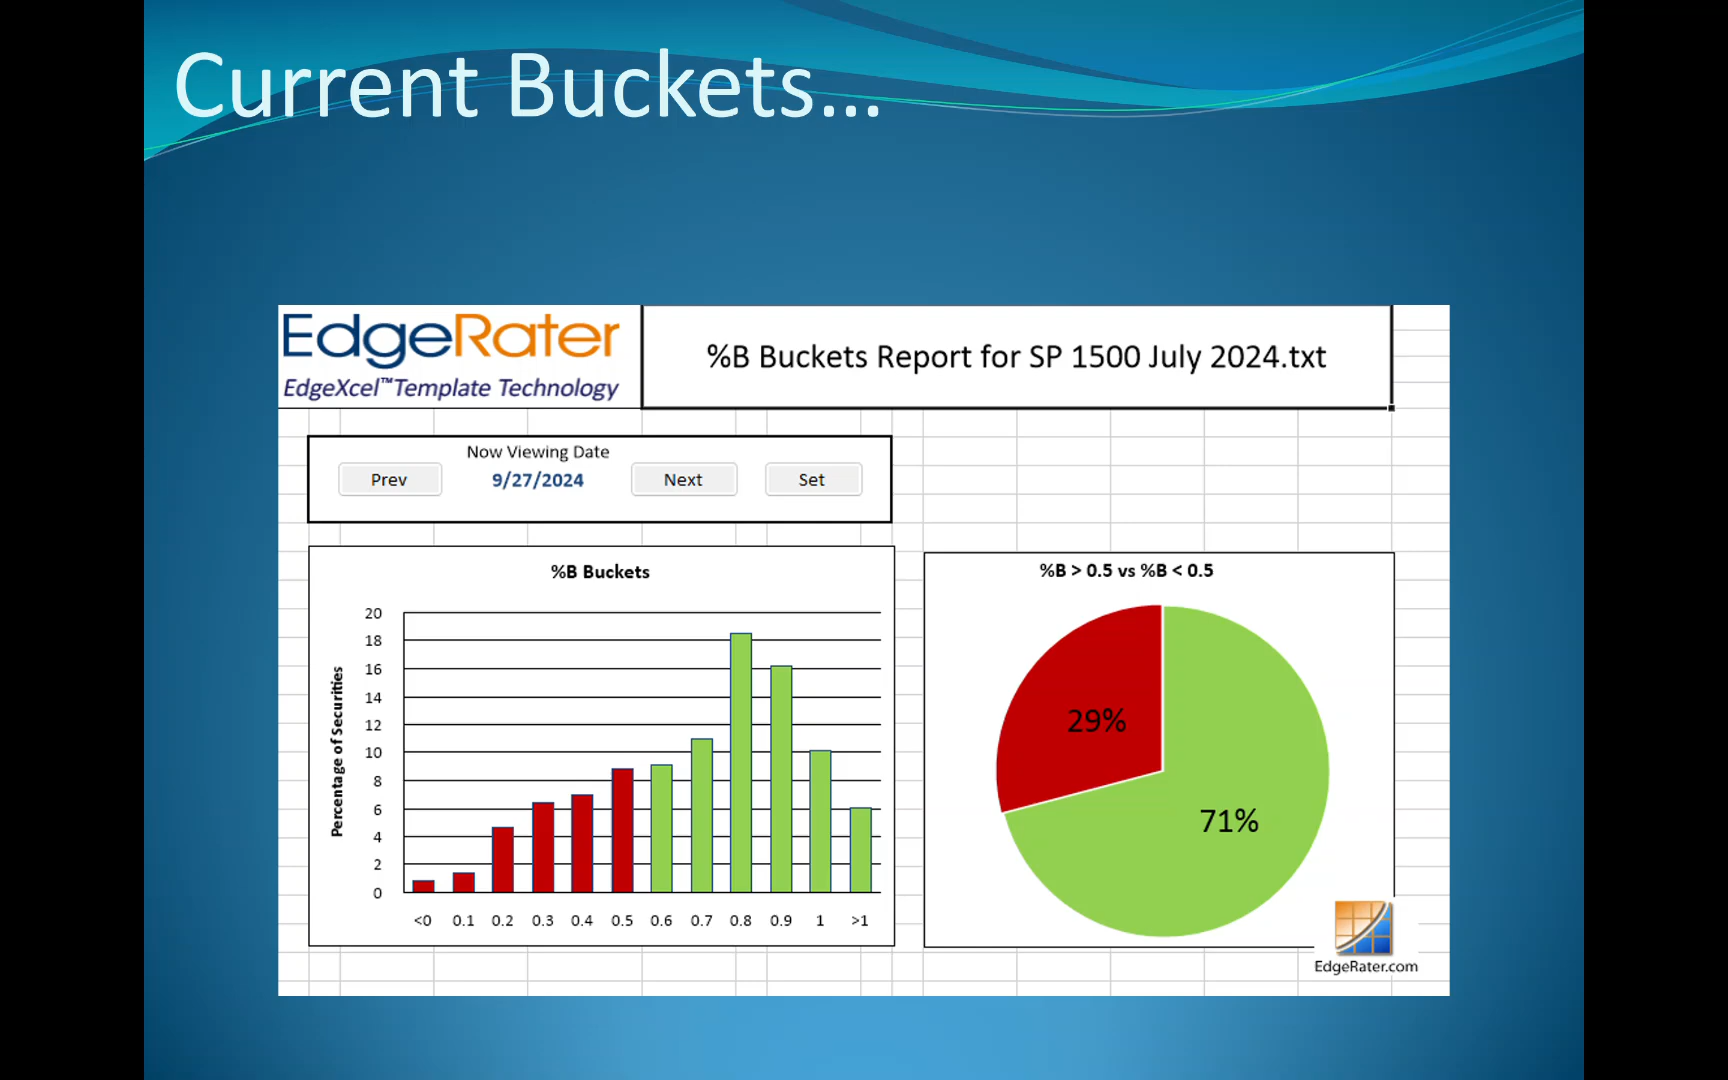 Current Buckets...
EdgeRater
EdgeXcel™Template Technology
%B Buckets Report for SP 1500 July 2024.txt
Now Viewing Date
Prev
9/27/2024
Next
Set
%B Buckets
Percentage of Securities
20
18
16
14
12
10
8
6
4
2
0
<0 0.1 0.2 0.3 0.4 0.5 0.6 0.7 0.8 0.9 1 >1
%B > 0.5 vs %B < 0.5
29%
71%
EdgeRater.com